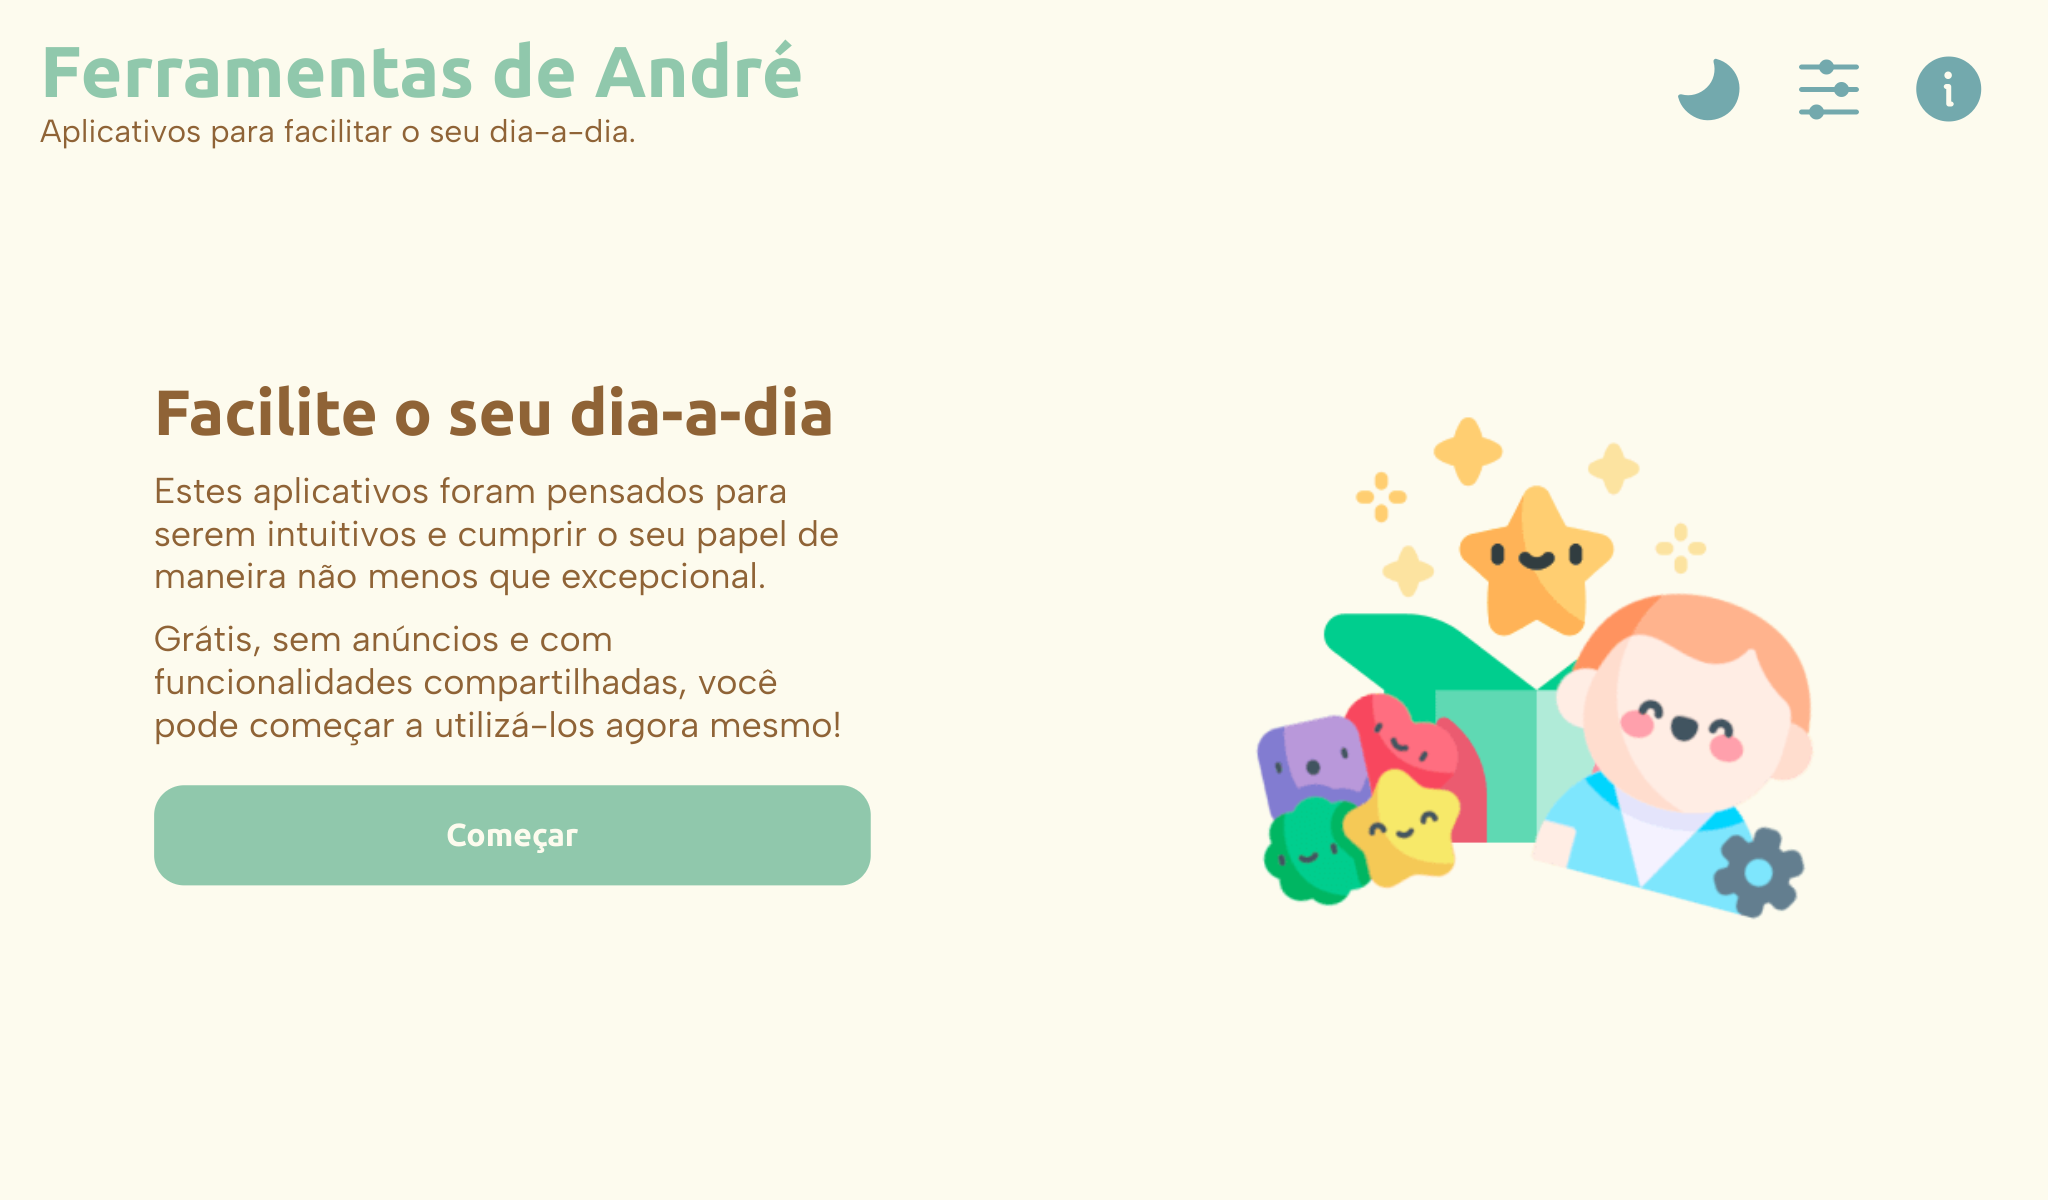 Ferramentas de André
Aplicativos para facilitar o seu dia-a-dia.
Facilite o seu dia-a-dia
Estes aplicativos foram pensados para
serem intuitivos e cumprir o seu papel de
maneira não menos que excepcional.
Grátis, sem anúncios e com
funcionalidades compartilhadas, você
pode começar a utilizá-los agora mesmo!
Começar